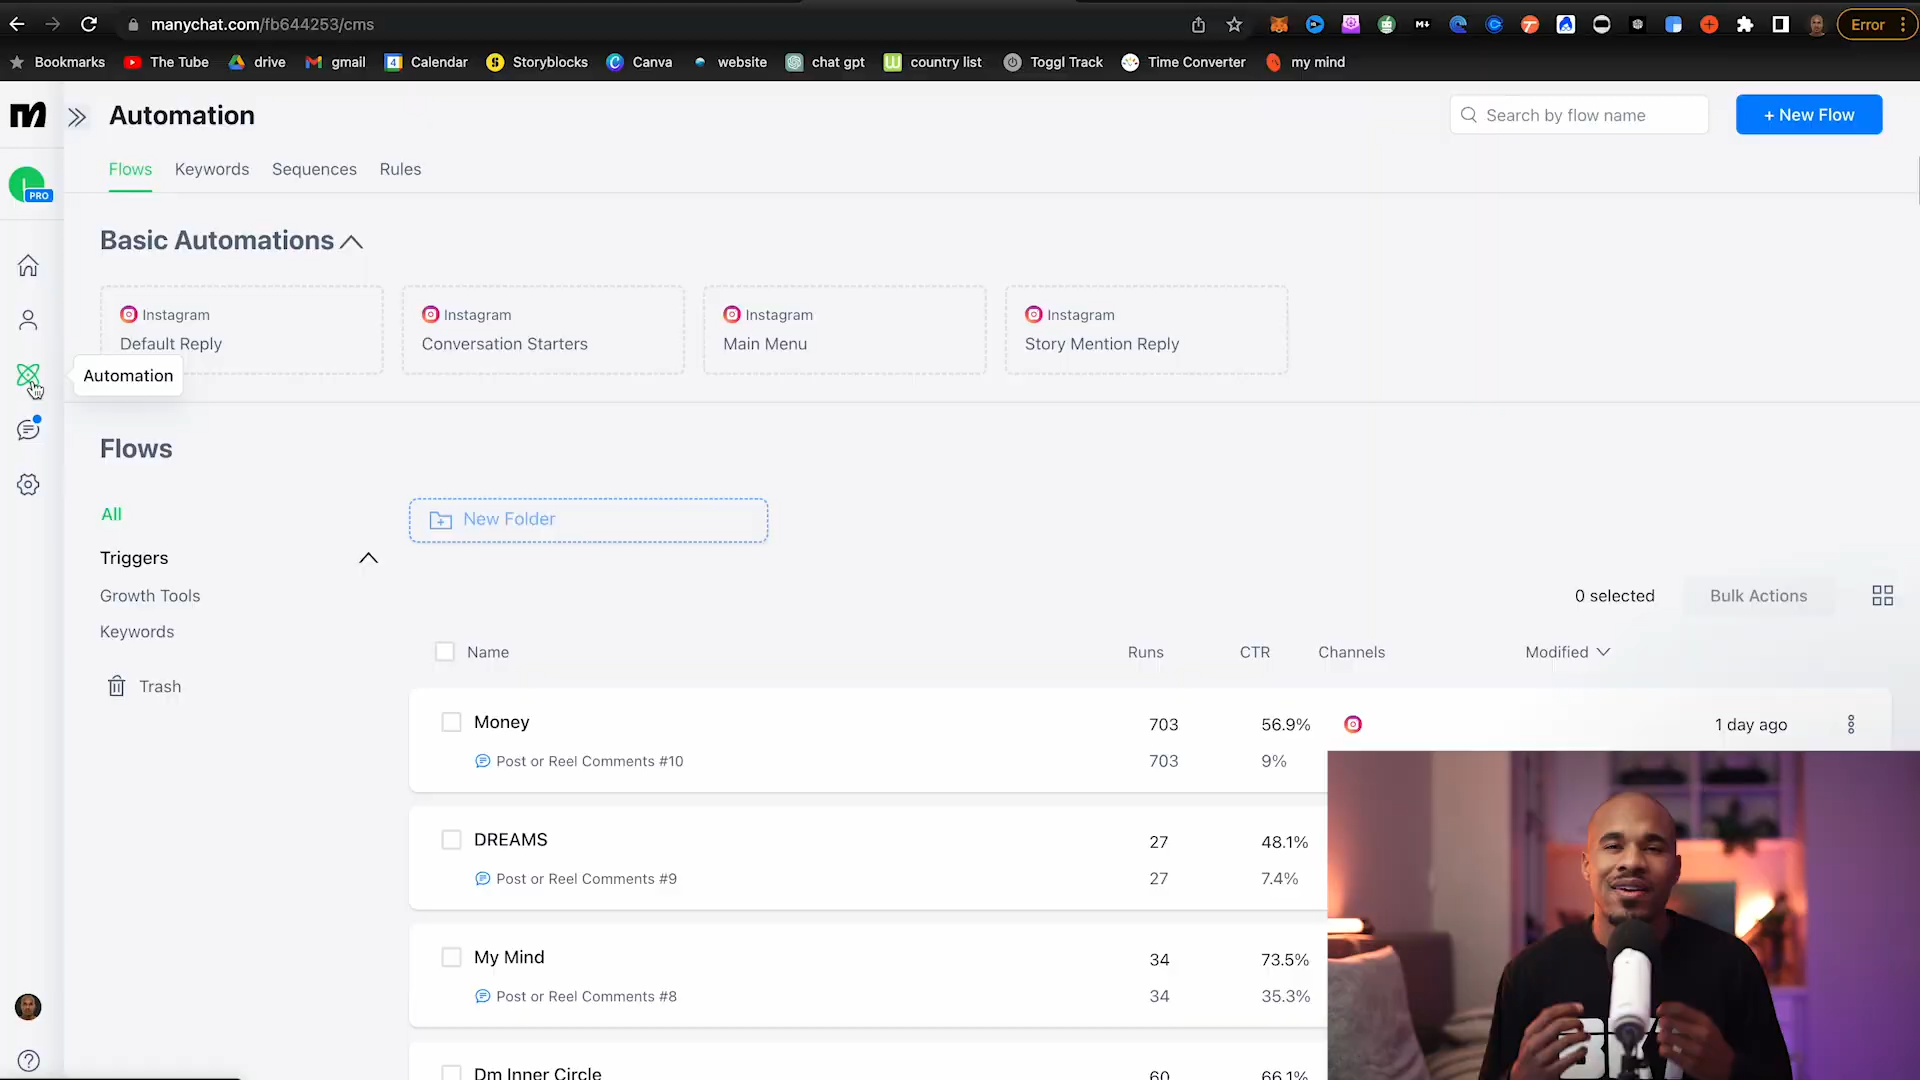 manychat.com/fb644253/cms
Error
Bookmarks The Tube drive gmail Calendar Storyblocks Canva website chat gpt country list Toggl Track Time Converter my mind
Automation
Search by flow name
+ New Flow
PRO
Flows Keywords Sequences Rules
Basic Automations
Instagram
Default Reply
Instagram
Conversation Starters
Instagram
Main Menu
Instagram
Story Mention Reply
Automation
Flows
All
Triggers
Growth Tools
Keywords
Trash
New Folder
0 selected
Bulk Actions
Name Runs CTR Channels Modified
Money 703 56.9% 1 day ago
Post or Reel Comments #10 703 9%
DREAMS 27 48.1%
Post or Reel Comments #9 27 7.4%
My Mind 34 73.5%
Post or Reel Comments #8 34 35.3%
Dm Inner Circle 60 66.1%